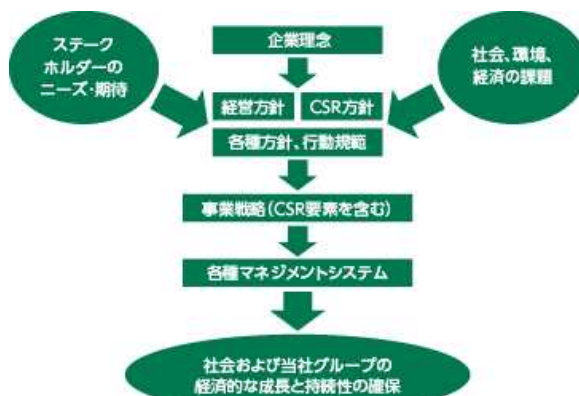 ステーク
ホルダーの
ニーズ・期待
企業理念
社会、環境、
経済の課題
経営方針
CSR方針
各種方針、行動規範
事業戦略（CSR要素を含む）
各種マネジメントシステム
社会および当社グループの
経済的な成長と持続性の確保